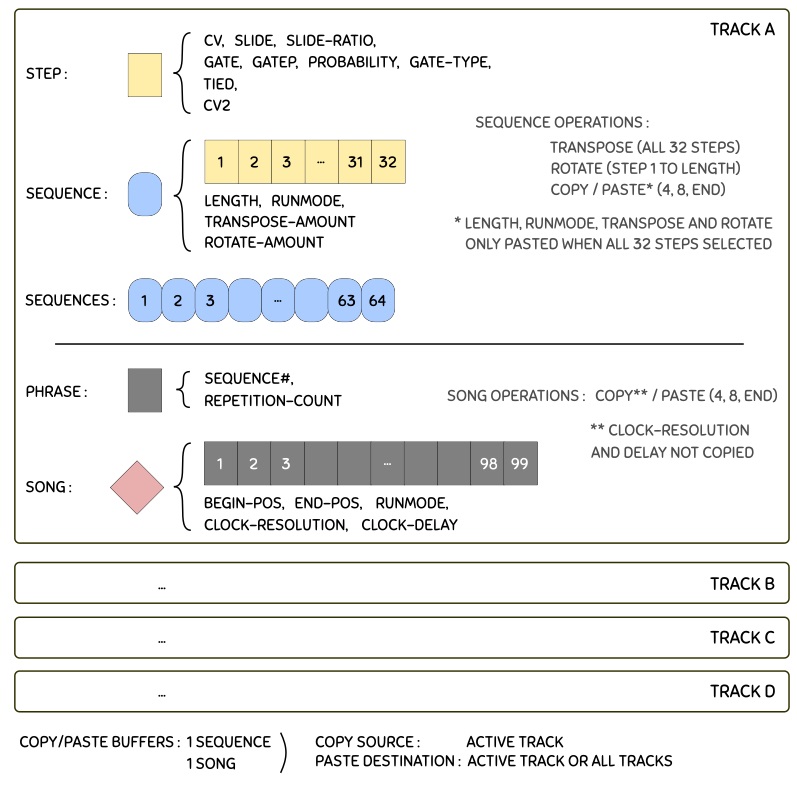 TRACK A
STEP :
CV, SLIDE, SLIDE-RATIO,
GATE, GATEP, PROBABILITY, GATE-TYPE,
TIED,
CV2
SEQUENCE OPERATIONS :
TRANSPOSE (ALL 32 STEPS)
ROTATE (STEP 1 TO LENGTH)
COPY / PASTE* (4, 8, END)
* LENGTH, RUNMODE, TRANSPOSE AND ROTATE
ONLY PASTED WHEN ALL 32 STEPS SELECTED
SEQUENCE :
1 2 3 ... 31 32
LENGTH, RUNMODE,
TRANSPOSE-AMOUNT
ROTATE-AMOUNT
SEQUENCES :
1 2 3 ... 63 64
PHRASE :
SEQUENCE#,
REPETITION-COUNT
SONG OPERATIONS : COPY** / PASTE (4, 8, END)
** CLOCK-RESOLUTION
AND DELAY NOT COPIED
SONG :
1 2 3 ... 98 99
BEGIN-POS, END-POS, RUNMODE,
CLOCK-RESOLUTION, CLOCK-DELAY
... TRACK B
... TRACK C
... TRACK D
COPY/PASTE BUFFERS : 1 SEQUENCE
1 SONG
COPY SOURCE : ACTIVE TRACK
PASTE DESTINATION : ACTIVE TRACK OR ALL TRACKS